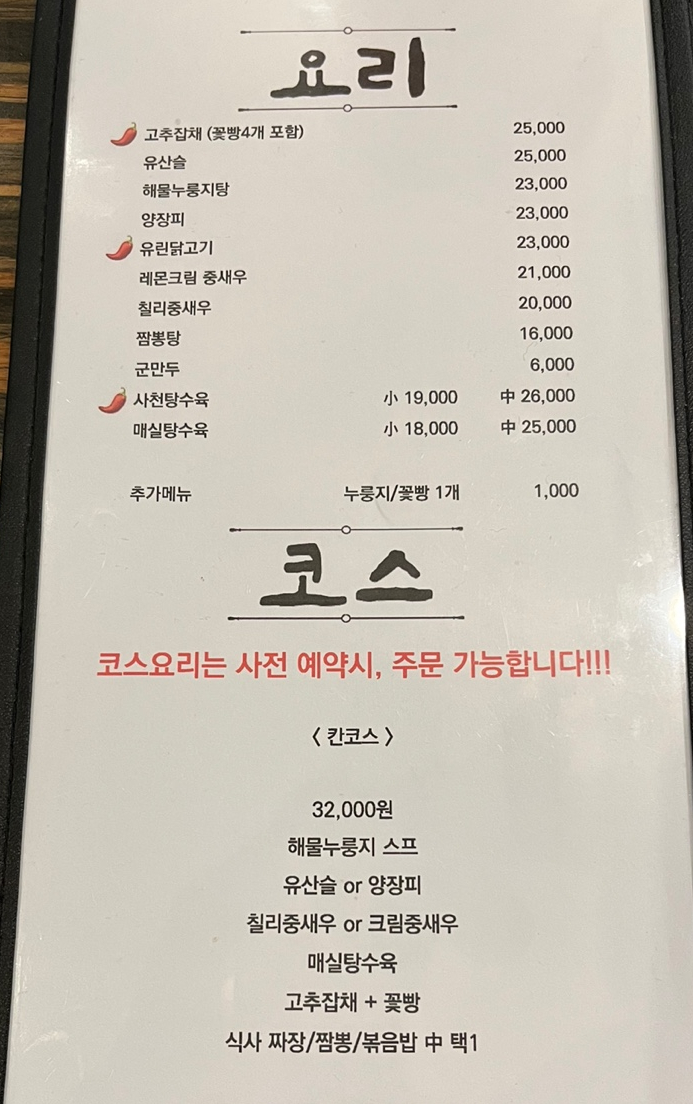 요리
고추잡채 (꽃빵4개 포함) 25,000
유산슬 25,000
해물누룽지탕 23,000
양장피 23,000
유린닭고기 23,000
레몬크림 중새우 21,000
칠리중새우 20,000
짬뽕탕 16,000
군만두 6,000
사천탕수육 小 19,000 中 26,000
매실탕수육 小 18,000 中 25,000
추가메뉴 누룽지/꽃빵 1개 1,000
코스
코스요리는 사전 예약시, 주문 가능합니다!!!
< 칸코스 >
32,000원
해물누룽지 스프
유산슬 or 양장피
칠리중새우 or 크림중새우
매실탕수육
고추잡채 + 꽃빵
식사 짜장/짬뽕/볶음밥 中 택1